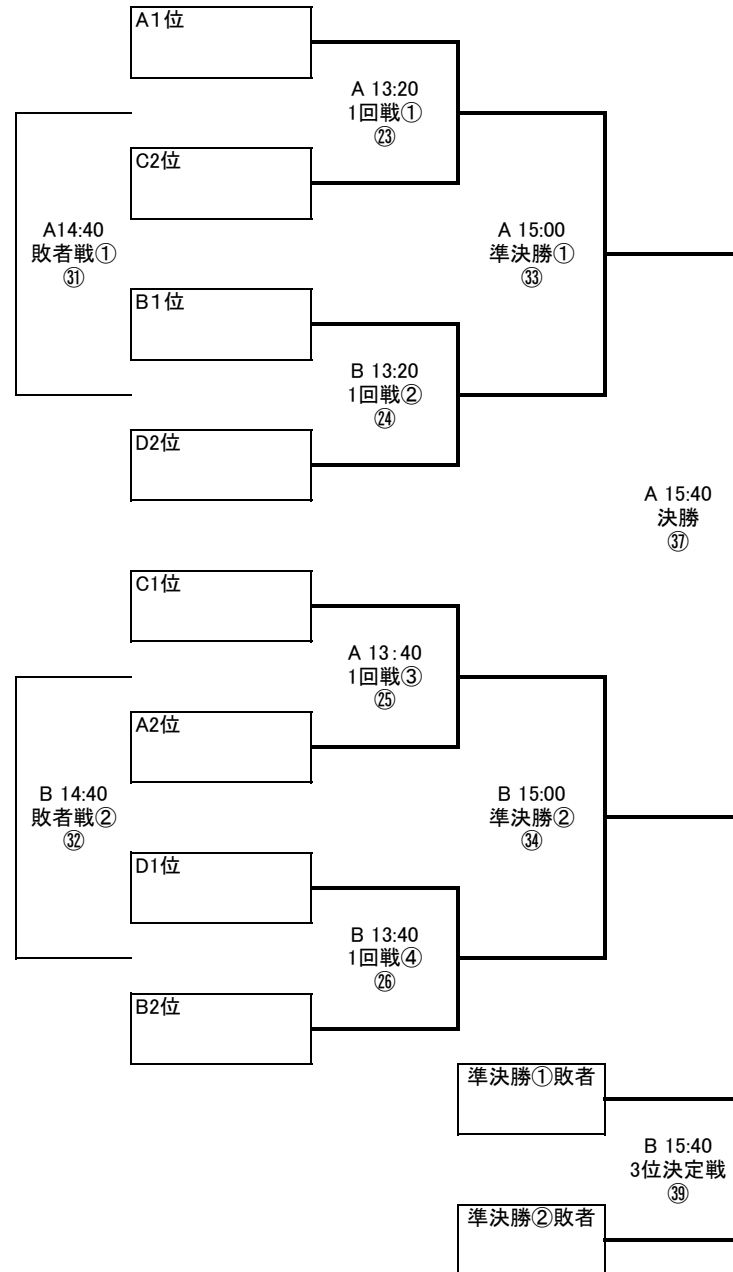 A1位
A 13:20
1回戦①
㉓
C2位
A14:40
敗者戦①
㉛
A 15:00
準決勝①
㉝
B1位
B 13:20
1回戦②
㉔
D2位
A 15:40
決勝
㊲
C1位
A 13:40
1回戦③
㉕
A2位
B 14:40
敗者戦②
㉜
B 15:00
準決勝②
㉞
D1位
B 13:40
1回戦④
㉖
B2位
準決勝①敗者
B 15:40
3位決定戦
㊴
準決勝②敗者